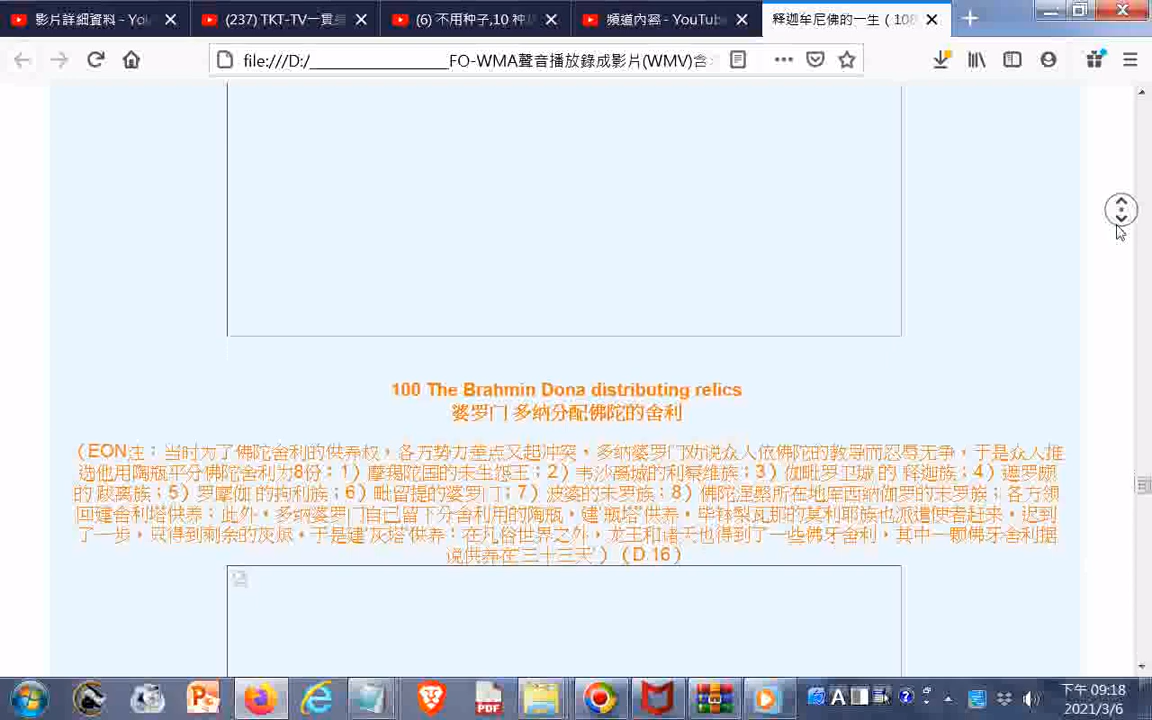 影片詳細資料 - Yo
(237) TKT-TV一貫
(6) 不用种子,10 种
頻道內容 - YouTub
释迦牟尼佛的一生（108
file:///D:/_______________FO-WMA聲音播放錄成影片(WMV)含
100 The Brahmin Dona distributing relics
婆罗门 多纳分配佛陀的舍利
（EON注：当时为了佛陀舍利的供养权，各方势力差点又起冲突，多纳婆罗门劝说众人依佛陀的教导而忍辱无争，于是众人推
选他用陶瓶平分佛陀舍利为8份：1）摩揭陀国的未生怨王；2）韦沙离城的利察维族；3）伽毗罗卫城 的 释迦族；4）遮罗颇
的 跋离族；5）罗摩伽 的拘利族；6）毗留提的婆罗门；7）波婆的末罗族；8）佛陀涅槃所在地库西纳伽罗的末罗族；各方领
回建舍利塔供养；此外，多纳婆罗门自己留下分舍利用的陶瓶，建‘瓶塔’供养，毕钵梨瓦那的莫利耶族也派遣使者赶来，迟到
了一步，只得到剩余的灰炭，于是建‘灰塔’供养；在凡俗世界之外，龙王和诸天也得到了一些佛牙舍利，其中一颗佛牙舍利据
说供养在‘三十三天’）（D.16）
PDF
A
下午 09:18
2021/3/6